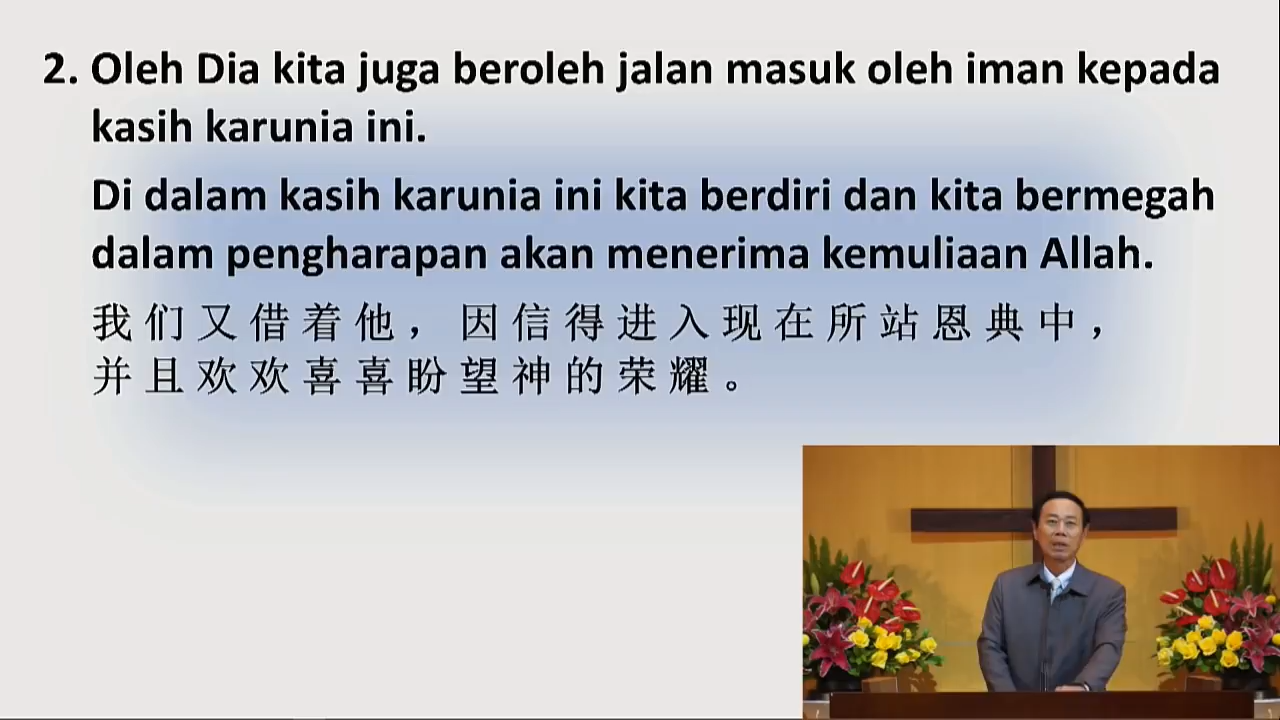 2. Oleh Dia kita juga beroleh jalan masuk oleh iman kepada
kasih karunia ini.
Di dalam kasih karunia ini kita berdiri dan kita bermegah
dalam pengharapan akan menerima kemuliaan Allah.
我们又借着他，因信得进入现在所站恩典中，
并且欢欢喜喜盼望神的荣耀。